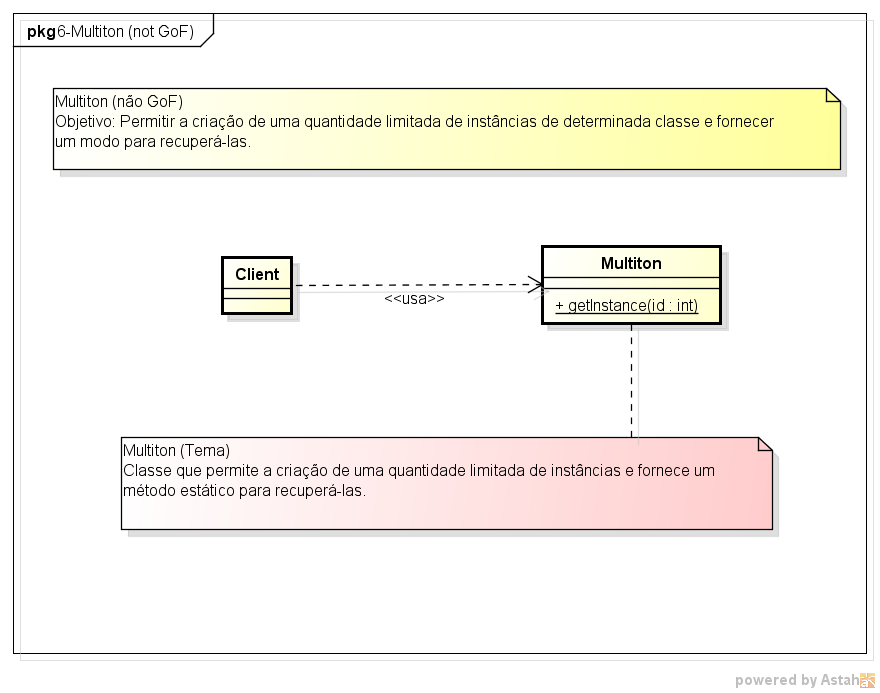 pkg 6-Multiton (not GoF)
Multiton (não GoF)
Objetivo: Permitir a criação de uma quantidade limitada de instâncias de determinada classe e fornecer
um modo para recuperá-las.
Client
<<usa>>
Multiton
+ getInstance(id : int)
Multiton (Tema)
Classe que permite a criação de uma quantidade limitada de instâncias e fornece um
método estático para recuperá-las.
powered by Astah